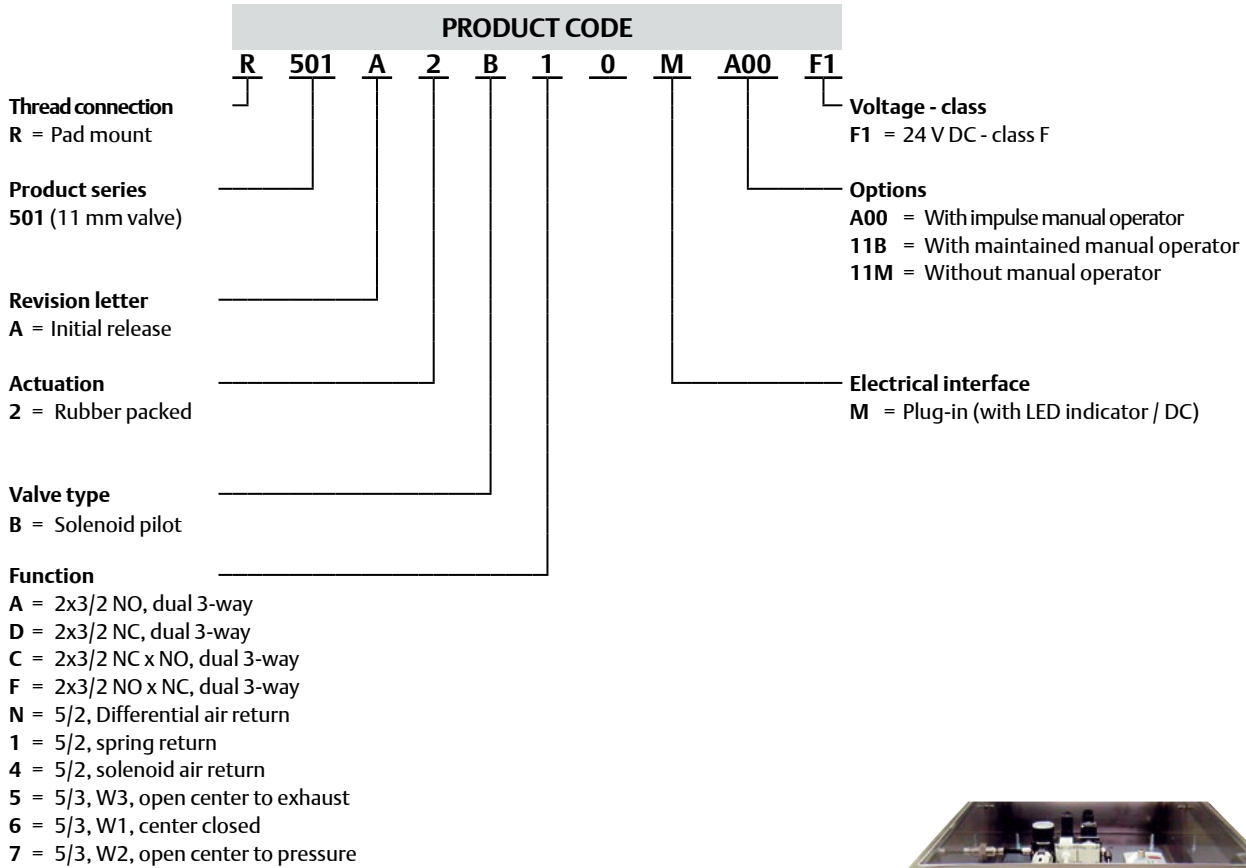 PRODUCT CODE
R 501 A 2 B 1 0 M A00 F1
Thread connection
R = Pad mount
Product series
501 (11 mm valve)
Revision letter
A = Initial release
Actuation
2 = Rubber packed
Valve type
B = Solenoid pilot
Function
A = 2x3/2 NO, dual 3-way
D = 2x3/2 NC, dual 3-way
C = 2x3/2 NC x NO, dual 3-way
F = 2x3/2 NO x NC, dual 3-way
N = 5/2, Differential air return
1 = 5/2, spring return
4 = 5/2, solenoid air return
5 = 5/3, W3, open center to exhaust
6 = 5/3, W1, center closed
7 = 5/3, W2, open center to pressure
Voltage - class
F1 = 24 V DC - class F
Options
A00 = With impulse manual operator
11B = With maintained manual operator
11M = Without manual operator
Electrical interface
M = Plug-in (with LED indicator / DC)